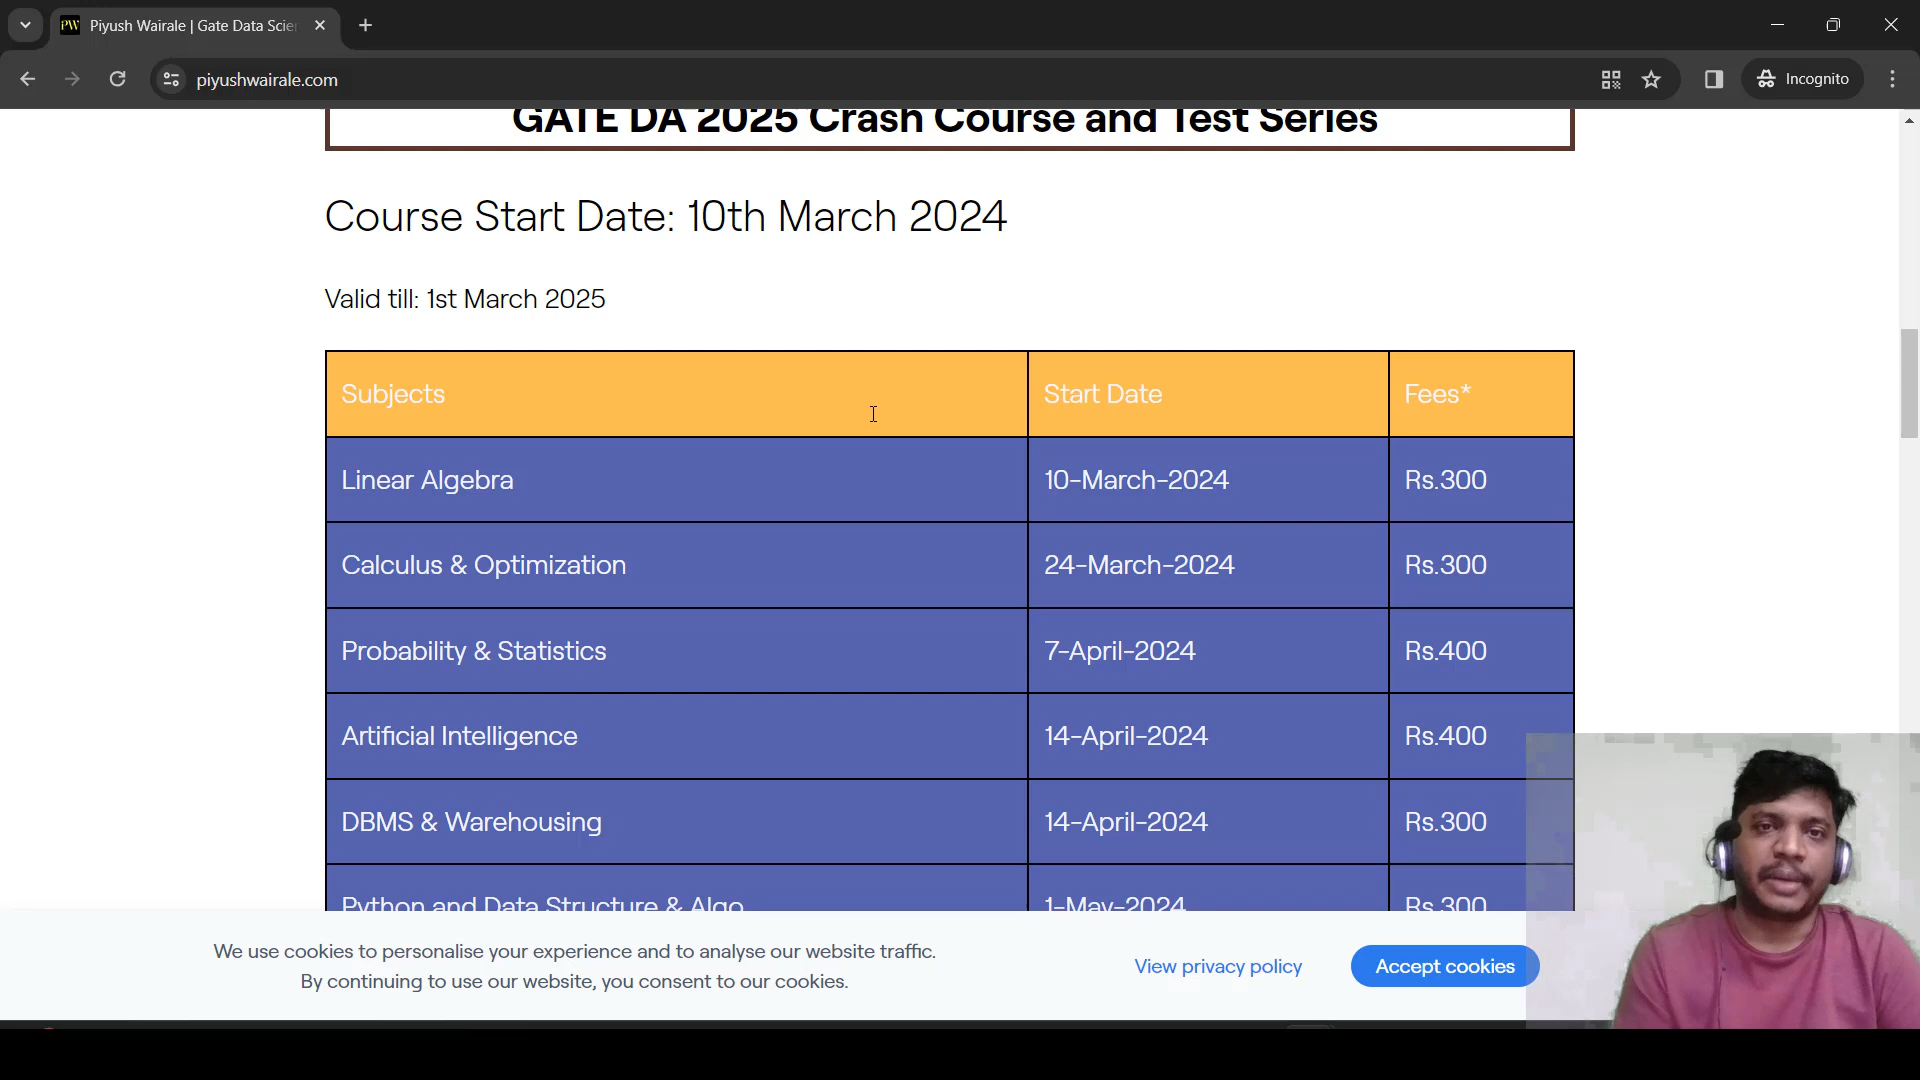 Piyush Wairale | Gate Data Scie
piyushwairale.com
Incognito
GATE DA 2025 Crash Course and Test Series
Course Start Date: 10th March 2024
Valid till: 1st March 2025
Subjects Start Date Fees*
Linear Algebra 10-March-2024 Rs.300
Calculus & Optimization 24-March-2024 Rs.300
Probability & Statistics 7-April-2024 Rs.400
Artificial Intelligence 14-April-2024 Rs.400
DBMS & Warehousing 14-April-2024 Rs.300
Python and Data Structure & Algo 1-May-2024 Rs.300
We use cookies to personalise your experience and to analyse our website traffic.
By continuing to use our website, you consent to our cookies.
View privacy policy
Accept cookies